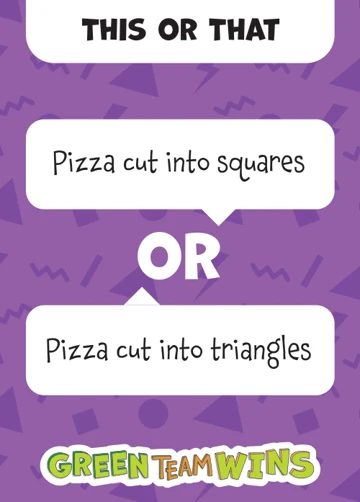 THIS OR THAT
Pizza cut into squares
OR
Pizza cut into triangles
GREEN TEAM WINS